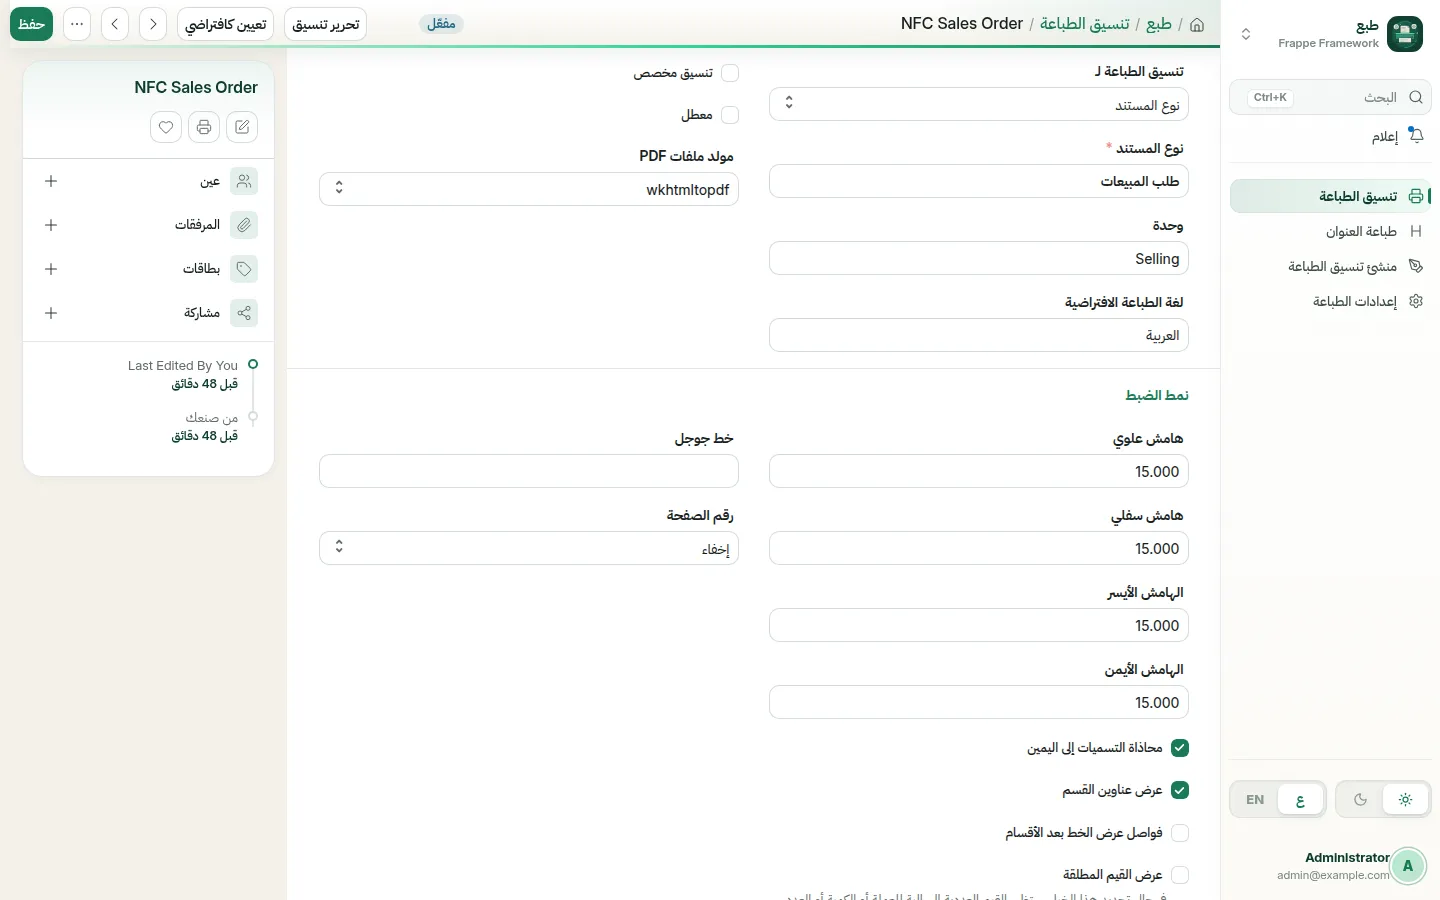 طبع
Frappe Framework
البحث
Ctrl+K
إعلام
تنسيق الطباعة
طباعة العنوان
منشئ تنسيق الطباعة
إعدادات الطباعة
ع
EN
Administrator
admin@example.com
A
طبع / تنسيق الطباعة / NFC Sales Order
مفعّل
تحرير تنسيق
تعيين كافتراضي
حفظ
تنسيق الطباعة لـ
نوع المستند
نوع المستند *
طلب المبيعات
وحدة
Selling
لغة الطباعة الافتراضية
العربية
تنسيق مخصص
معطل
مولد ملفات PDF
wkhtmltopdf
نمط الضبط
هامش علوي
15.000
هامش سفلي
15.000
الهامش الأيسر
15.000
الهامش الأيمن
15.000
محاذاة التسميات إلى اليمين
عرض عناوين القسم
فواصل عرض الخط بعد الأقسام
عرض القيم المطلقة
خط جوجل
رقم الصفحة
إخفاء
NFC Sales Order
عين
المرفقات
بطاقات
مشاركة
Last Edited By You
قبل 48 دقائق
من صنعك
قبل 48 دقائق